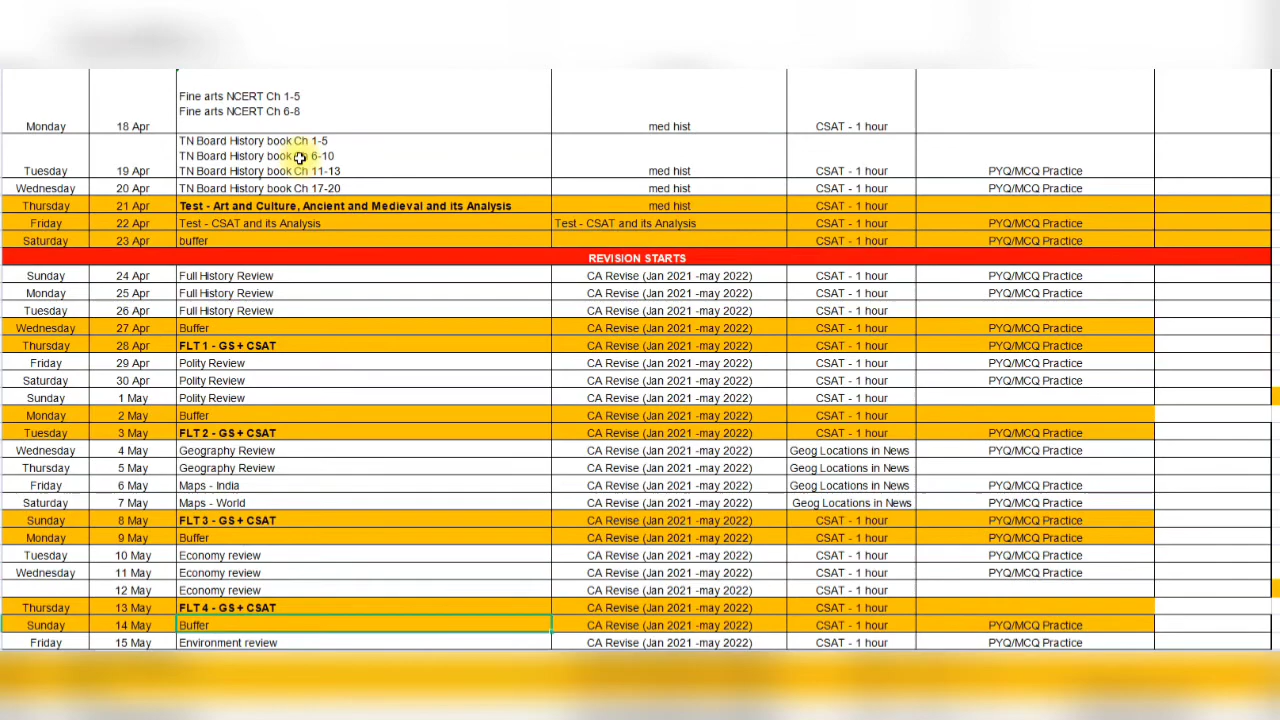 Fine arts NCERT Ch 1-5
Fine arts NCERT Ch 6-8
Monday 18 Apr med hist CSAT - 1 hour
TN Board History book Ch 1-5
TN Board History book Ch 6-10
Tuesday 19 Apr TN Board History book Ch 11-13 med hist CSAT - 1 hour PYQ/MCQ Practice
Wednesday 20 Apr TN Board History book Ch 17-20 med hist CSAT - 1 hour PYQ/MCQ Practice
Thursday 21 Apr Test - Art and Culture, Ancient and Medieval and its Analysis med hist CSAT - 1 hour
Friday 22 Apr Test - CSAT and its Analysis Test - CSAT and its Analysis CSAT - 1 hour PYQ/MCQ Practice
Saturday 23 Apr buffer CSAT - 1 hour PYQ/MCQ Practice
REVISION STARTS
Sunday 24 Apr Full History Review CA Revise (Jan 2021 -may 2022) CSAT - 1 hour PYQ/MCQ Practice
Monday 25 Apr Full History Review CA Revise (Jan 2021 -may 2022) CSAT - 1 hour PYQ/MCQ Practice
Tuesday 26 Apr Full History Review CA Revise (Jan 2021 -may 2022) CSAT - 1 hour
Wednesday 27 Apr Buffer CA Revise (Jan 2021 -may 2022) CSAT - 1 hour PYQ/MCQ Practice
Thursday 28 Apr FLT 1 - GS + CSAT CA Revise (Jan 2021 -may 2022) CSAT - 1 hour PYQ/MCQ Practice
Friday 29 Apr Polity Review CA Revise (Jan 2021 -may 2022) CSAT - 1 hour PYQ/MCQ Practice
Saturday 30 Apr Polity Review CA Revise (Jan 2021 -may 2022) CSAT - 1 hour PYQ/MCQ Practice
Sunday 1 May Polity Review CA Revise (Jan 2021 -may 2022) CSAT - 1 hour
Monday 2 May Buffer CA Revise (Jan 2021 -may 2022) CSAT - 1 hour
Tuesday 3 May FLT 2 - GS + CSAT CA Revise (Jan 2021 -may 2022) CSAT - 1 hour PYQ/MCQ Practice
Wednesday 4 May Geography Review CA Revise (Jan 2021 -may 2022) Geog Locations in News PYQ/MCQ Practice
Thursday 5 May Geography Review CA Revise (Jan 2021 -may 2022) Geog Locations in News
Friday 6 May Maps - India CA Revise (Jan 2021 -may 2022) Geog Locations in News PYQ/MCQ Practice
Saturday 7 May Maps - World CA Revise (Jan 2021 -may 2022) Geog Locations in News PYQ/MCQ Practice
Sunday 8 May FLT 3 - GS + CSAT CA Revise (Jan 2021 -may 2022) CSAT - 1 hour PYQ/MCQ Practice
Monday 9 May Buffer CA Revise (Jan 2021 -may 2022) CSAT - 1 hour PYQ/MCQ Practice
Tuesday 10 May Economy review CA Revise (Jan 2021 -may 2022) CSAT - 1 hour PYQ/MCQ Practice
Wednesday 11 May Economy review CA Revise (Jan 2021 -may 2022) CSAT - 1 hour PYQ/MCQ Practice
12 May Economy review CA Revise (Jan 2021 -may 2022) CSAT - 1 hour
Thursday 13 May FLT 4 - GS + CSAT CA Revise (Jan 2021 -may 2022) CSAT - 1 hour
Sunday 14 May Buffer CA Revise (Jan 2021 -may 2022) CSAT - 1 hour PYQ/MCQ Practice
Friday 15 May Environment review CA Revise (Jan 2021 -may 2022) CSAT - 1 hour PYQ/MCQ Practice